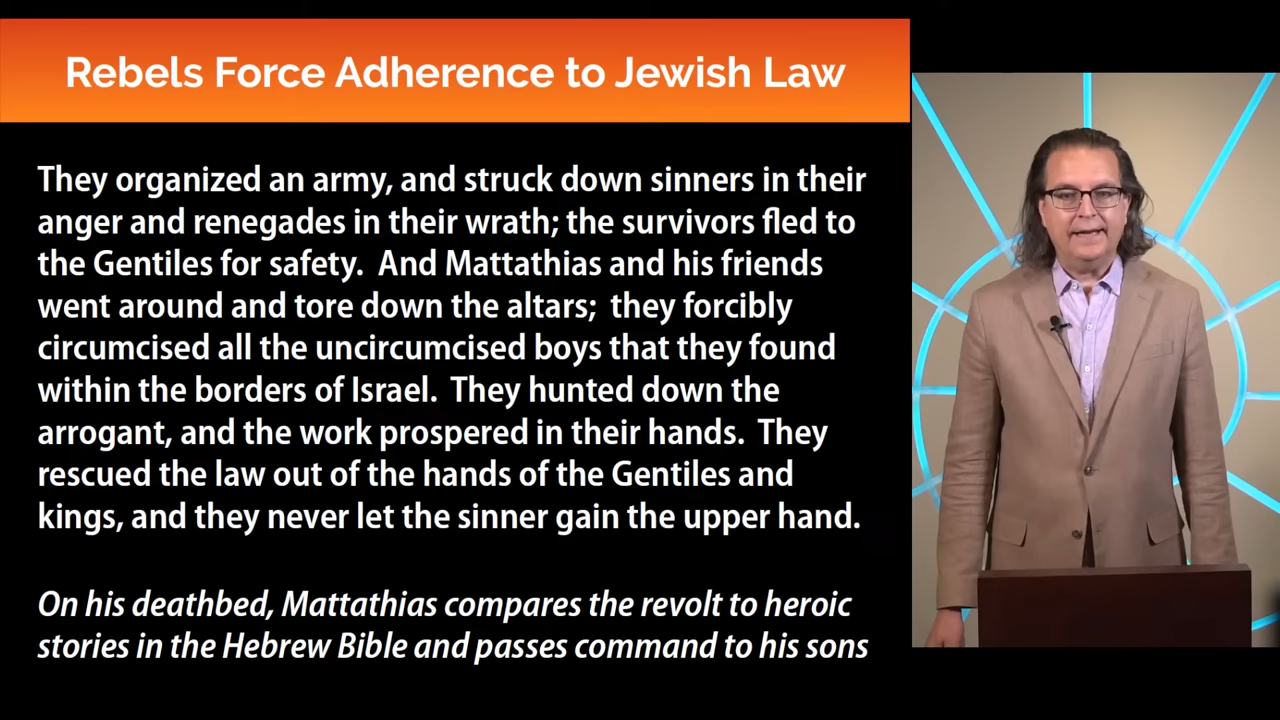 Rebels Force Adherence to Jewish Law
They organized an army, and struck down sinners in their
anger and renegades in their wrath; the survivors fled to
the Gentiles for safety.  And Mattathias and his friends
went around and tore down the altars;  they forcibly
circumcised all the uncircumcised boys that they found
within the borders of Israel.  They hunted down the
arrogant, and the work prospered in their hands.  They
rescued the law out of the hands of the Gentiles and
kings, and they never let the sinner gain the upper hand.
On his deathbed, Mattathias compares the revolt to heroic
stories in the Hebrew Bible and passes command to his sons